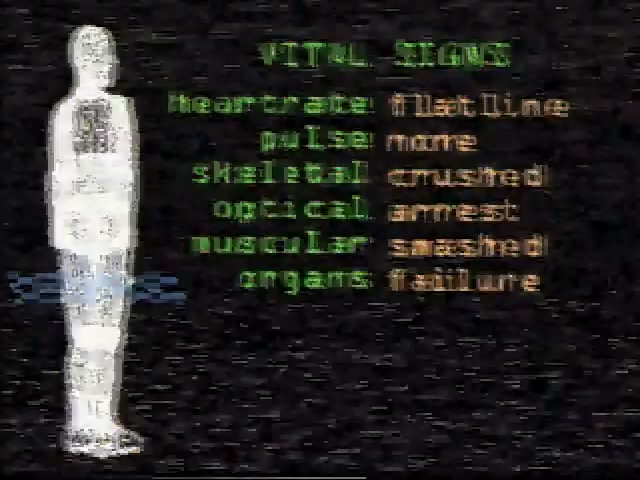 VITAL SIGNS
heartrate: flatline
pulse: none
skeletal: crushed
optical: arrest
muscular: smashed
organs: failure